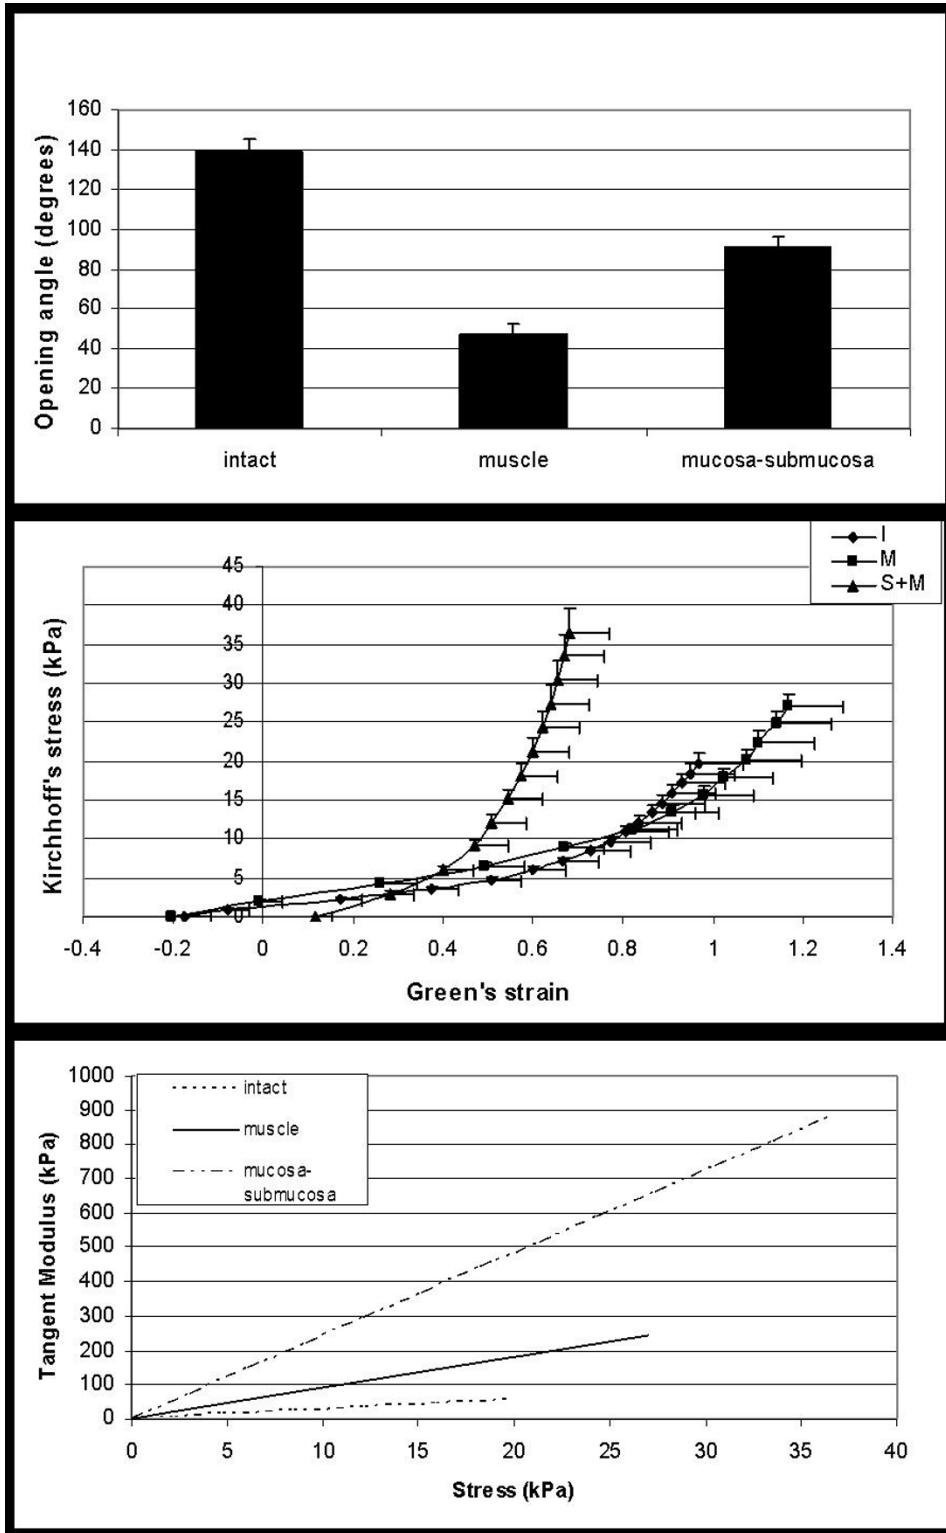 160
140
120
100
80
60
40
20
0
Opening angle (degrees)
intact muscle mucosa-submucosa
I
M
S+M
45
40
35
30
25
20
15
10
5
0
Kirchhoff's stress (kPa)
-0.4 -0.2 0 0.2 0.4 0.6 0.8 1 1.2 1.4
Green's strain
1000
900
800
700
600
500
400
300
200
100
0
Tangent Modulus (kPa)
intact
muscle
mucosa-
submucosa
0 5 10 15 20 25 30 35 40
Stress (kPa)